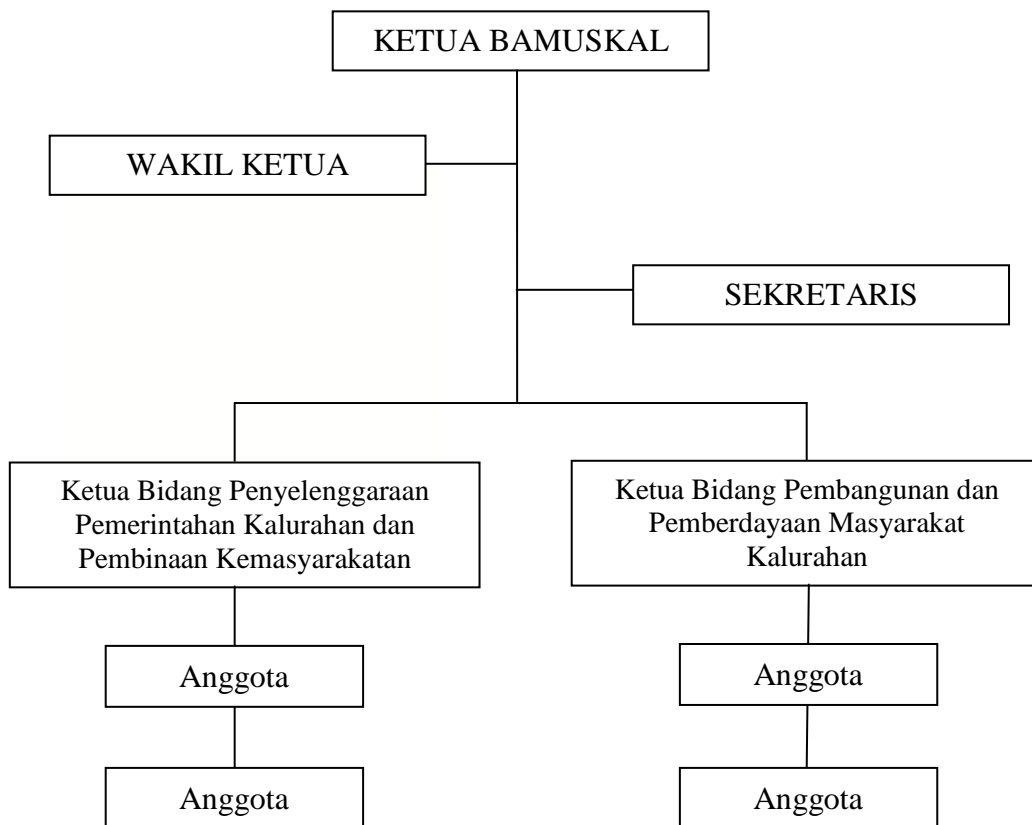 KETUA BAMUSKAL
WAKIL KETUA
SEKRETARIS
Ketua Bidang Penyelenggaraan
Pemerintahan Kalurahan dan
Pembinaan Kemasyarakatan
Ketua Bidang Pembangunan dan
Pemberdayaan Masyarakat
Kalurahan
Anggota
Anggota
Anggota
Anggota